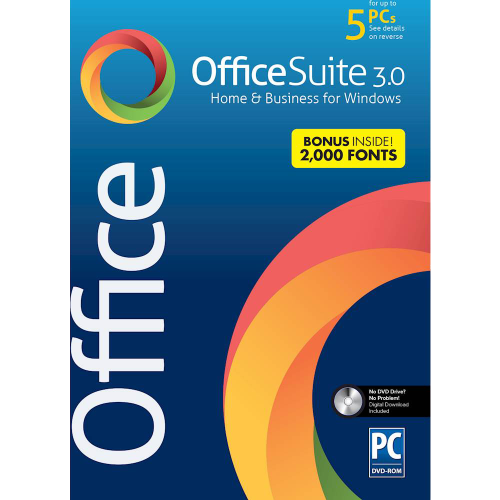 for up to
5 PCs
See details
on reverse
OfficeSuite 3.0
Home & Business for Windows
BONUS INSIDE!
2,000 FONTS
Office
No DVD Drive?
No Problem!
Digital Download
Included
PC
DVD-ROM